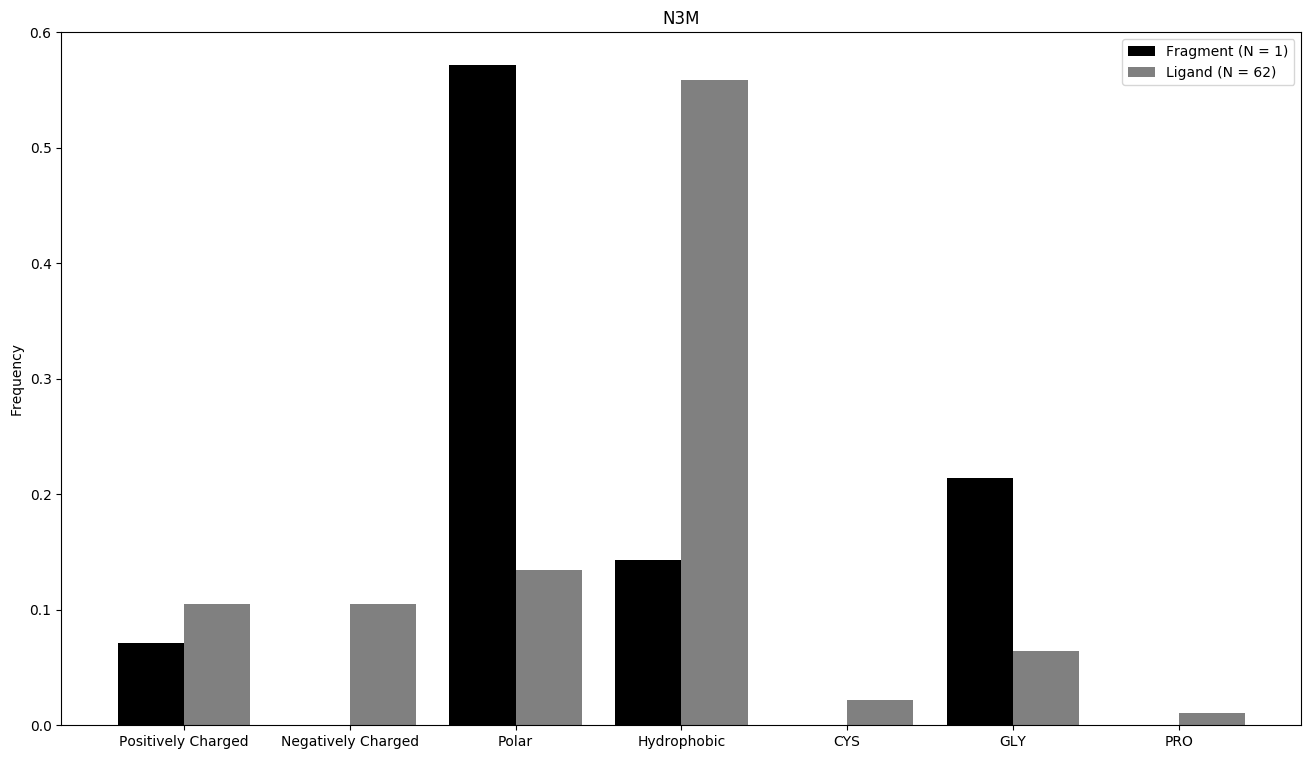 N3M
Fragment (N = 1)
Ligand (N = 62)
Frequency
0.6
0.5
0.4
0.3
0.2
0.1
0.0
Positively Charged
Negatively Charged
Polar
Hydrophobic
CYS
GLY
PRO